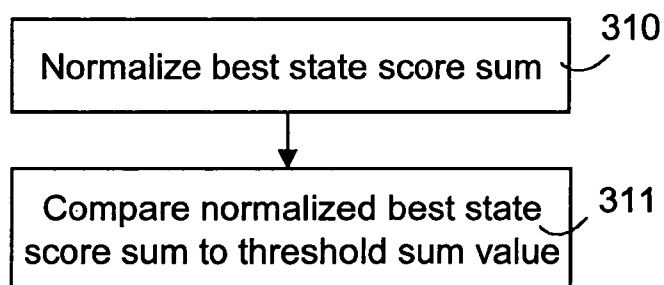 310
Normalize best state score sum
311
Compare normalized best state
score sum to threshold sum value